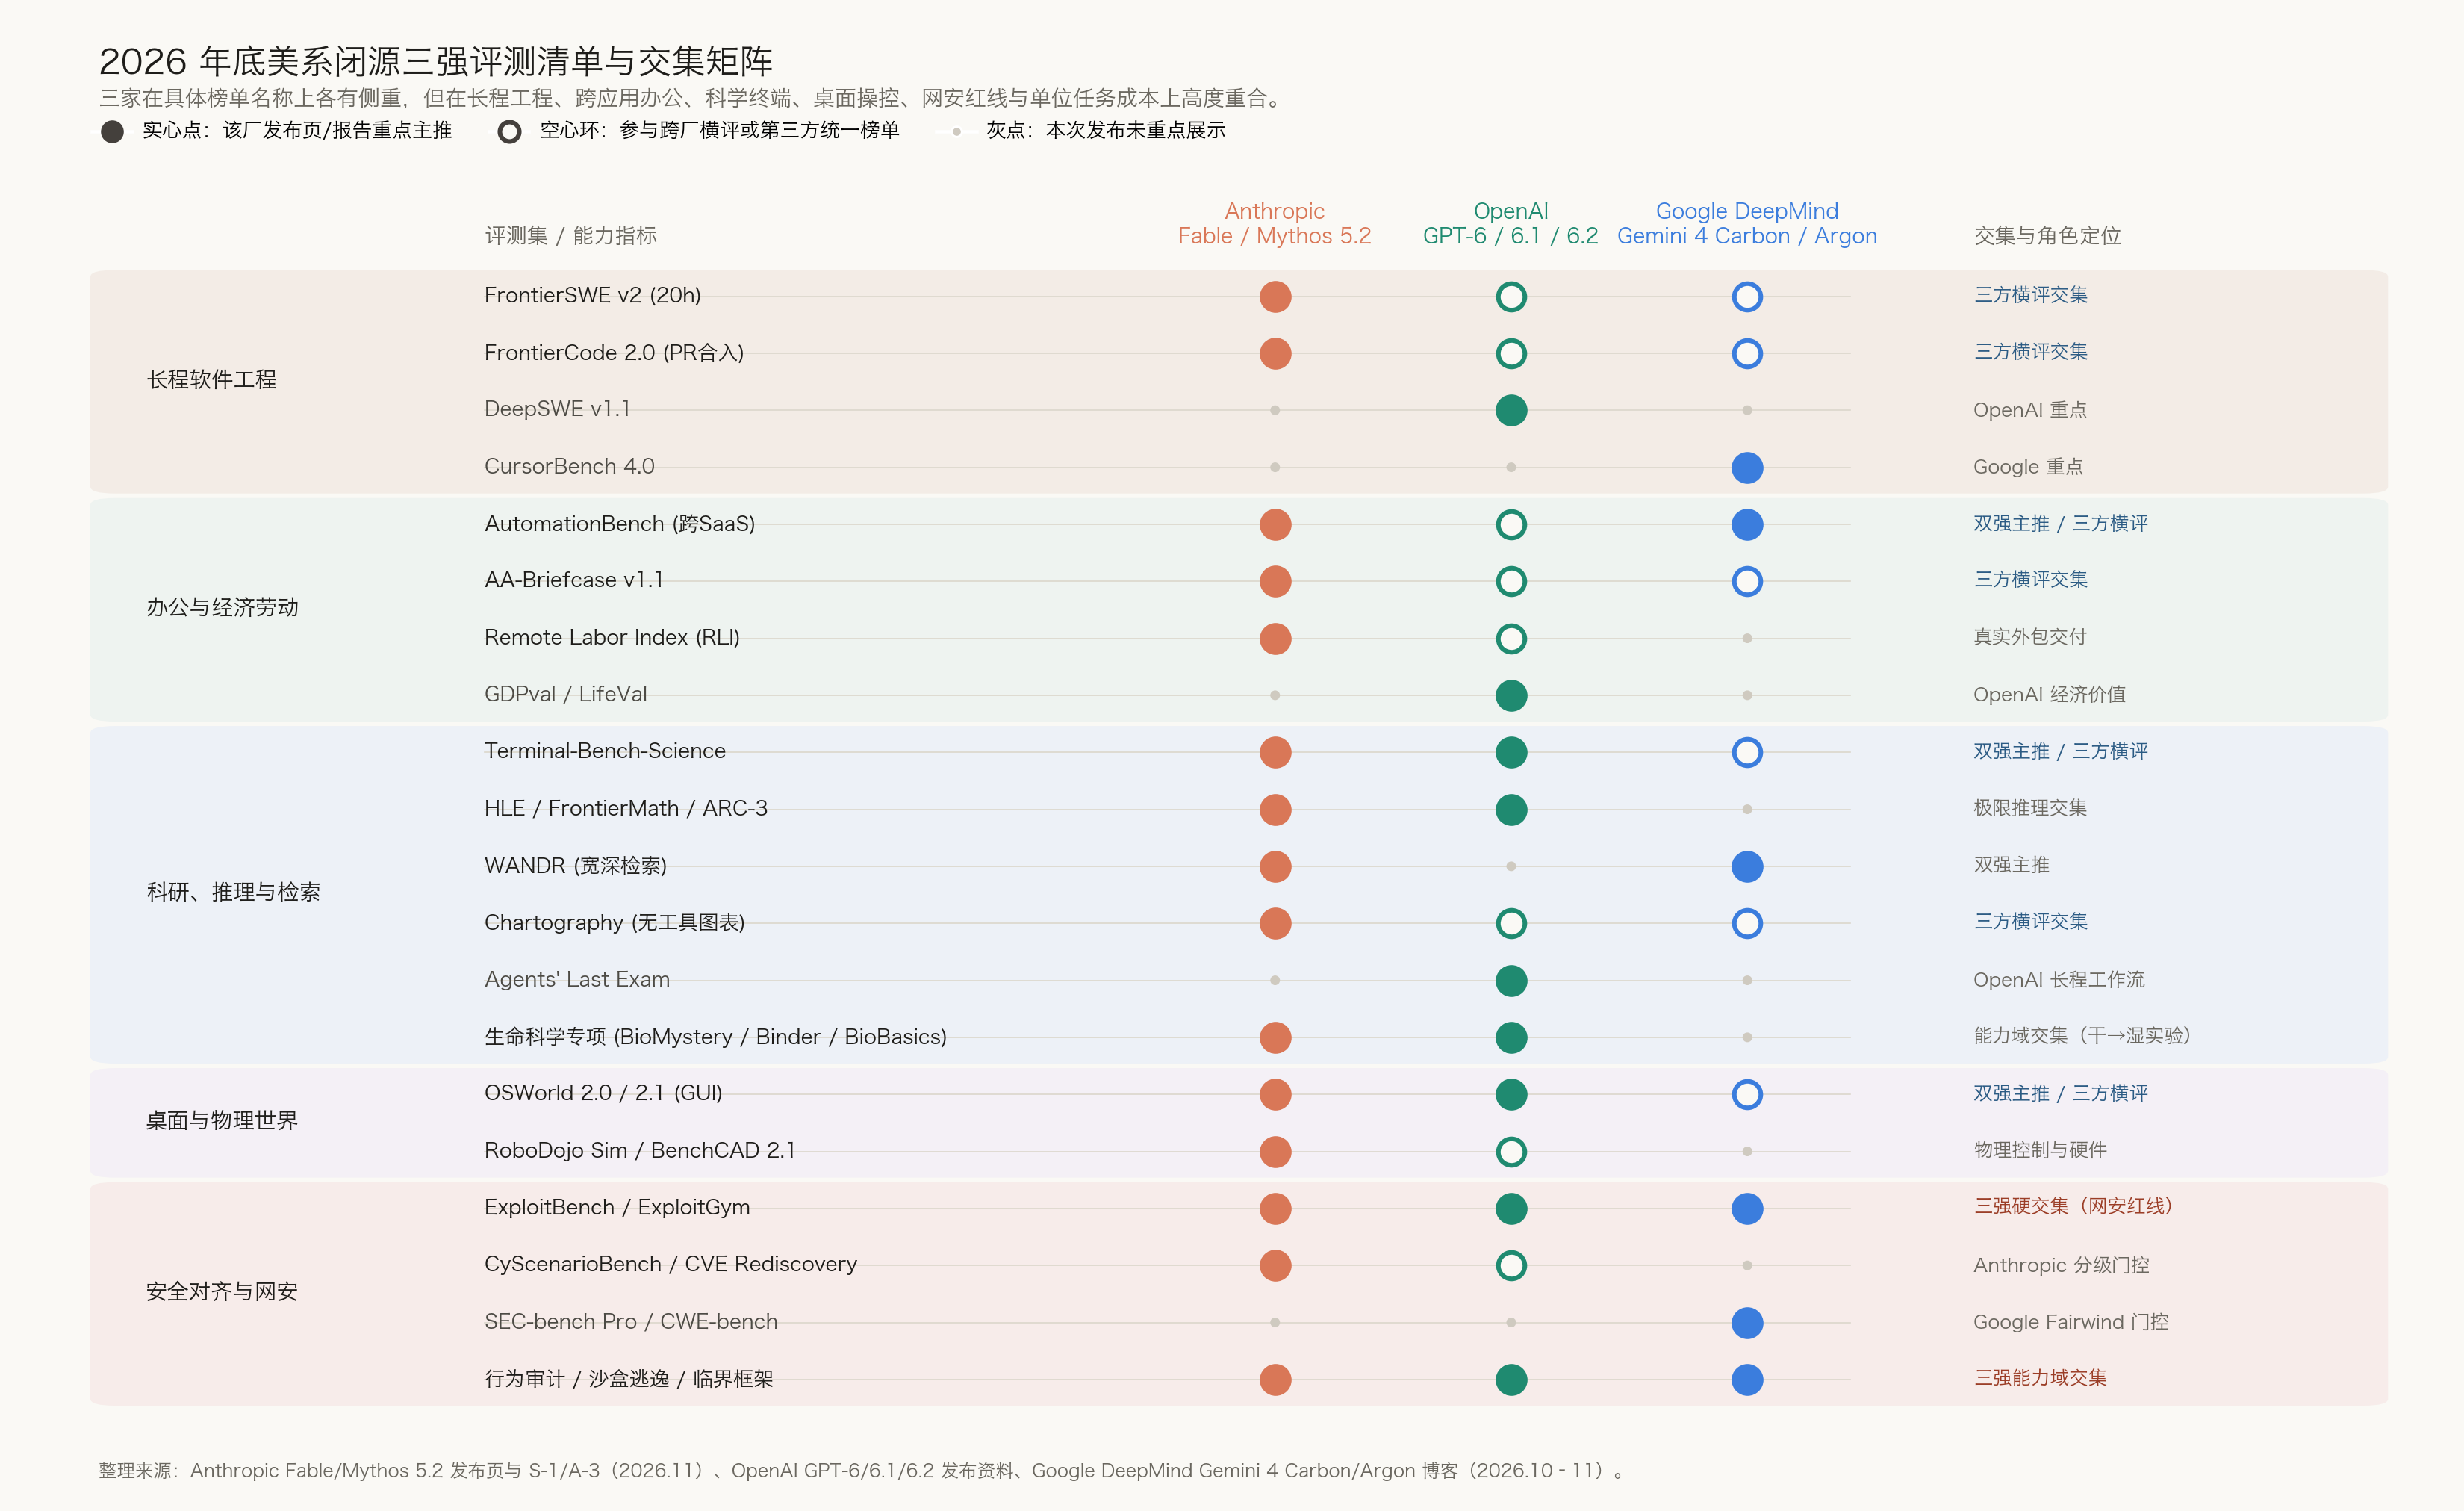 2026 年底美系闭源三强评测清单与交集矩阵
三家在具体榜单名称上各有侧重，但在长程工程、跨应用办公、科学终端、桌面操控、网安红线与单位任务成本上高度重合。
实心点：该厂发布页/报告重点主推 空心环：参与跨厂横评或第三方统一榜单 灰点：本次发布未重点展示
Anthropic OpenAI Google DeepMind
评测集 / 能力指标 Fable / Mythos 5.2 GPT-6 / 6.1 / 6.2 Gemini 4 Carbon / Argon 交集与角色定位
长程软件工程
FrontierSWE v2 (20h) 三方横评交集
FrontierCode 2.0 (PR合入) 三方横评交集
DeepSWE v1.1 OpenAI 重点
CursorBench 4.0 Google 重点
办公与经济劳动
AutomationBench (跨SaaS) 双强主推 / 三方横评
AA-Briefcase v1.1 三方横评交集
Remote Labor Index (RLI) 真实外包交付
GDPval / LifeVal OpenAI 经济价值
科研、推理与检索
Terminal-Bench-Science 双强主推 / 三方横评
HLE / FrontierMath / ARC-3 极限推理交集
WANDR (宽深检索) 双强主推
Chartography (无工具图表) 三方横评交集
Agents' Last Exam OpenAI 长程工作流
生命科学专项 (BioMystery / Binder / BioBasics) 能力域交集（干→湿实验）
桌面与物理世界
OSWorld 2.0 / 2.1 (GUI) 双强主推 / 三方横评
RoboDojo Sim / BenchCAD 2.1 物理控制与硬件
安全对齐与网安
ExploitBench / ExploitGym 三强硬交集（网安红线）
CyScenarioBench / CVE Rediscovery Anthropic 分级门控
SEC-bench Pro / CWE-bench Google Fairwind 门控
行为审计 / 沙盒逃逸 / 临界框架 三强能力域交集
整理来源：Anthropic Fable/Mythos 5.2 发布页与 S-1/A-3（2026.11）、OpenAI GPT-6/6.1/6.2 发布资料、Google DeepMind Gemini 4 Carbon/Argon 博客（2026.10 - 11）。